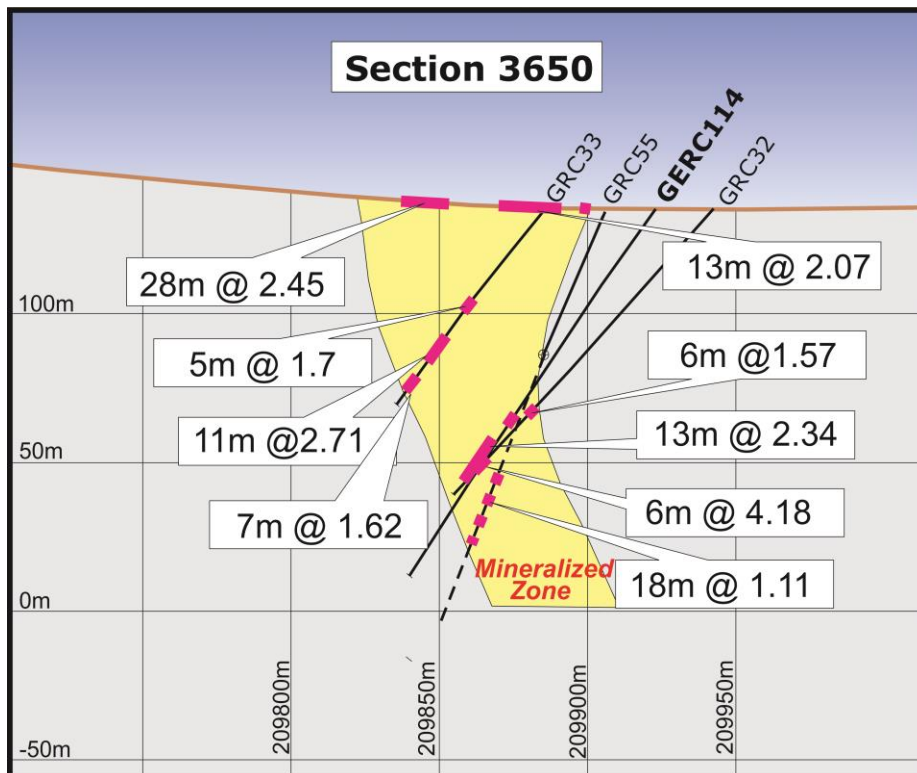 Section 3650
GRC33
GRC55
GERC114
GRC32
28m @ 2.45
13m @ 2.07
100m
5m @ 1.7
6m @1.57
11m @2.71
13m @ 2.34
50m
7m @ 1.62
6m @ 4.18
18m @ 1.11
Mineralized
Zone
0m
209800m
209850m
209900m
209950m
-50m